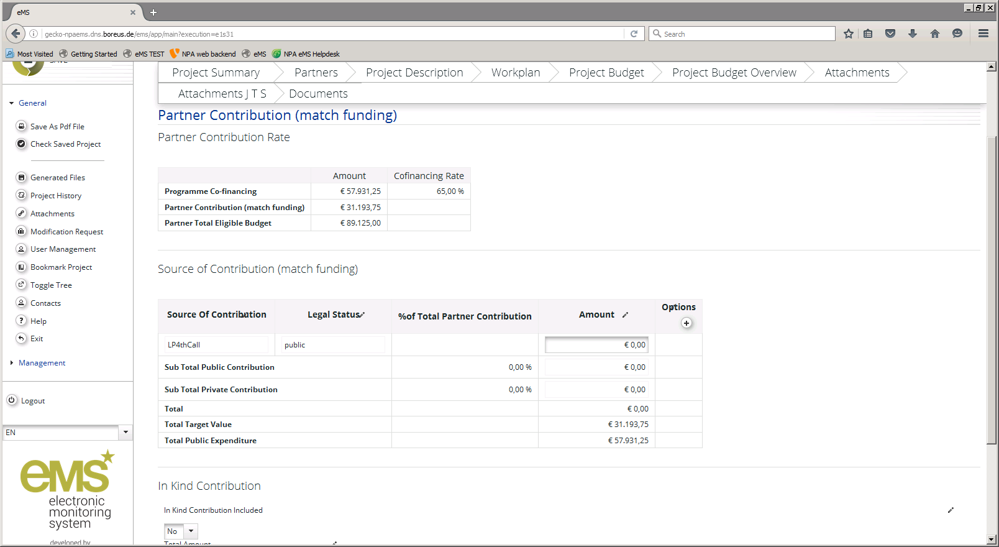 eMS
gecko-npaems.dns.boreus.de/ems/app/main?execution=e1s31
Search
Most Visited Getting Started eMS TEST NPA web backend eMS NPA eMS Helpdesk
SAVE
General
Save As Pdf File
Check Saved Project
Generated Files
Project History
Attachments
Modification Request
User Management
Bookmark Project
Toggle Tree
Contacts
Help
Exit
Management
Logout
EN
eMS
electronic
monitoring
system
developed by
Project Summary Partners Project Description Workplan Project Budget Project Budget Overview Attachments
Attachments J T S Documents
Partner Contribution (match funding)
Partner Contribution Rate
Amount Cofinancing Rate
Programme Co-financing € 57.931,25 65,00 %
Partner Contribution (match funding) € 31.193,75
Partner Total Eligible Budget € 89.125,00
Source of Contribution (match funding)
Source Of Contribution Legal Status %of Total Partner Contribution Amount Options
LP4thCall public € 0,00
Sub Total Public Contribution 0,00 % € 0,00
Sub Total Private Contribution 0,00 % € 0,00
Total € 0,00
Total Target Value € 31.193,75
Total Public Expenditure € 57.931,25
In Kind Contribution
In Kind Contribution Included
No
Total Amount